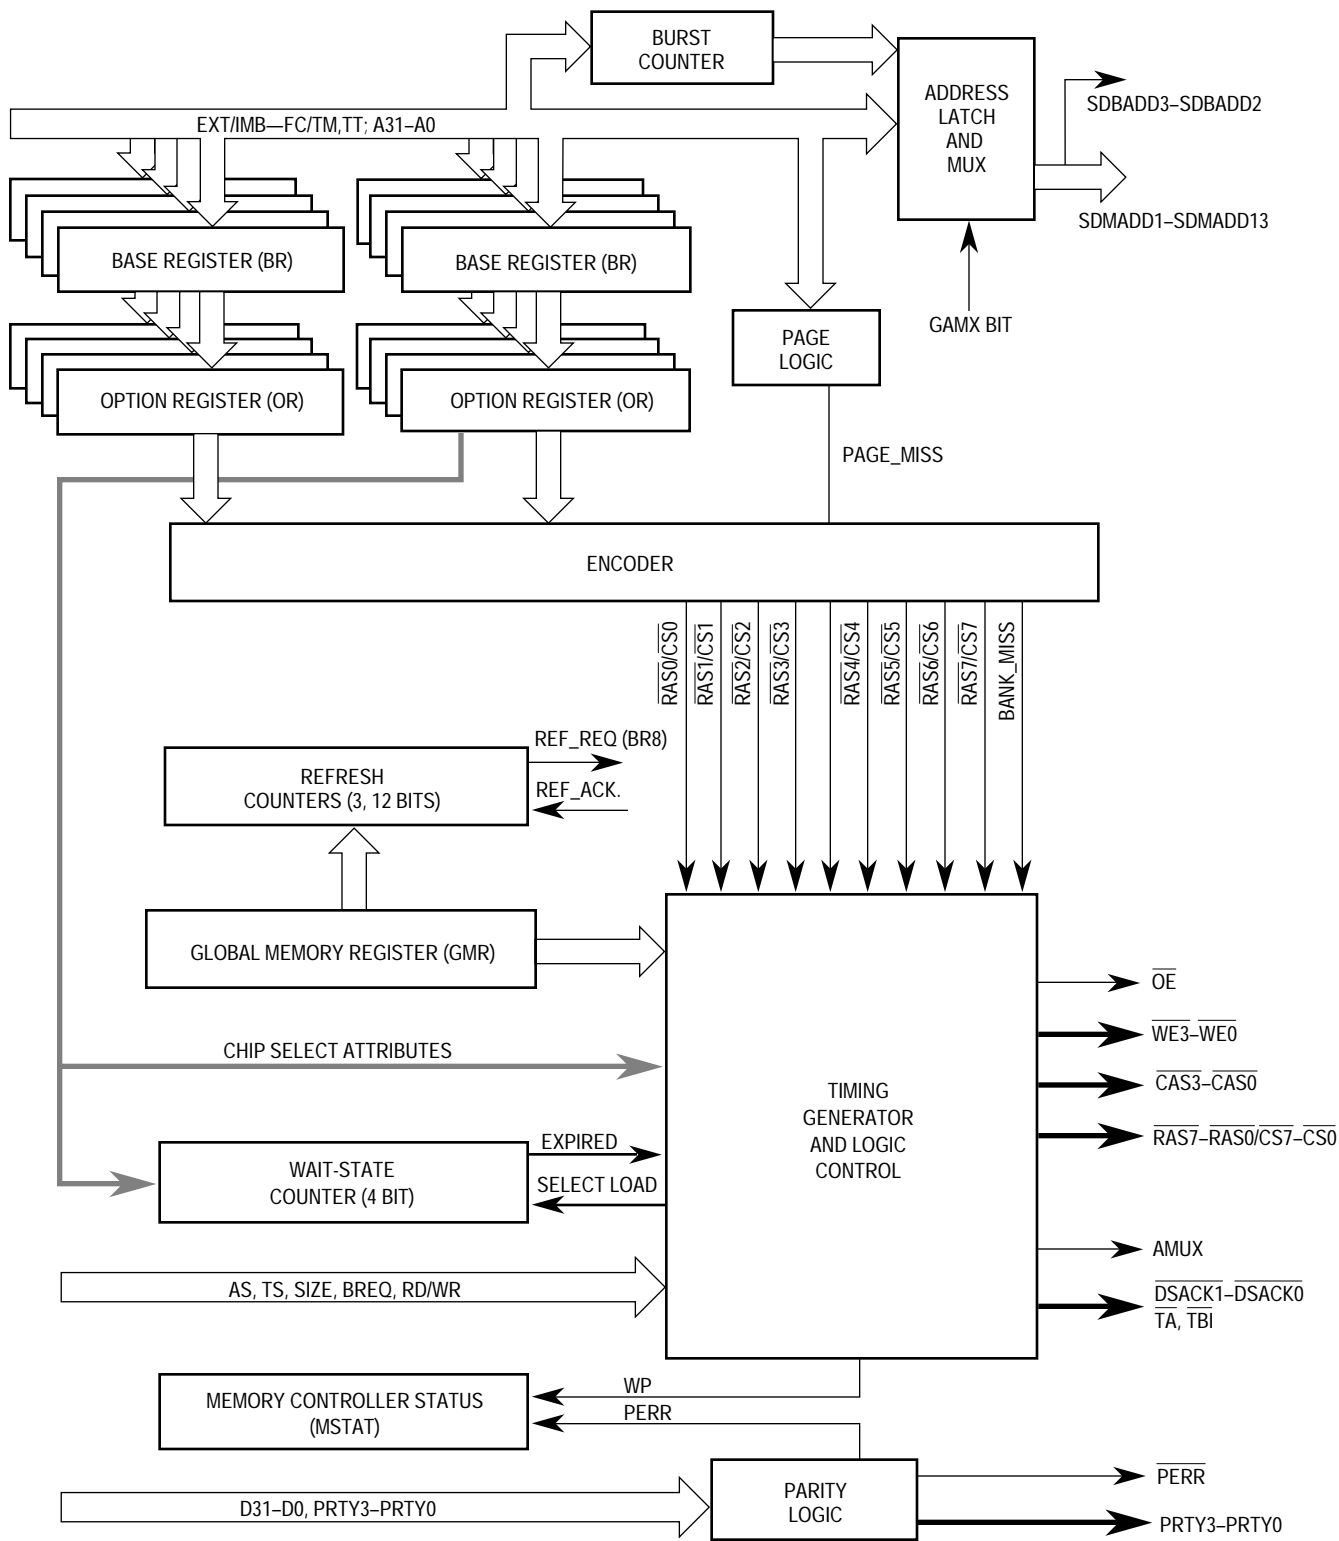 BURST
COUNTER
ADDRESS
LATCH
AND
MUX
SDBADD3–SDBADD2
EXT/IMB—FC/TM,TT; A31–A0
SDMADD1–SDMADD13
BASE REGISTER (BR)
BASE REGISTER (BR)
GAMX BIT
PAGE
LOGIC
OPTION REGISTER (OR)
OPTION REGISTER (OR)
PAGE_MISS
ENCODER
RAS0/CS0
RAS1/CS1
RAS2/CS2
RAS3/CS3
RAS4/CS4
RAS5/CS5
RAS6/CS6
RAS7/CS7
BANK_MISS
REF_REQ (BR8)
REFRESH
COUNTERS (3, 12 BITS)
REF_ACK.
GLOBAL MEMORY REGISTER (GMR)
OE
WE3–WE0
CHIP SELECT ATTRIBUTES
CAS3–CAS0
TIMING
GENERATOR
AND LOGIC
CONTROL
RAS7–RAS0/CS7–CS0
EXPIRED
WAIT-STATE
COUNTER (4 BIT)
SELECT LOAD
AMUX
AS, TS, SIZE, BREQ, RD/WR
DSACK1–DSACK0
TA, TBI
WP
MEMORY CONTROLLER STATUS
(MSTAT)
PERR
PERR
PARITY
LOGIC
D31–D0, PRTY3–PRTY0
PRTY3–PRTY0